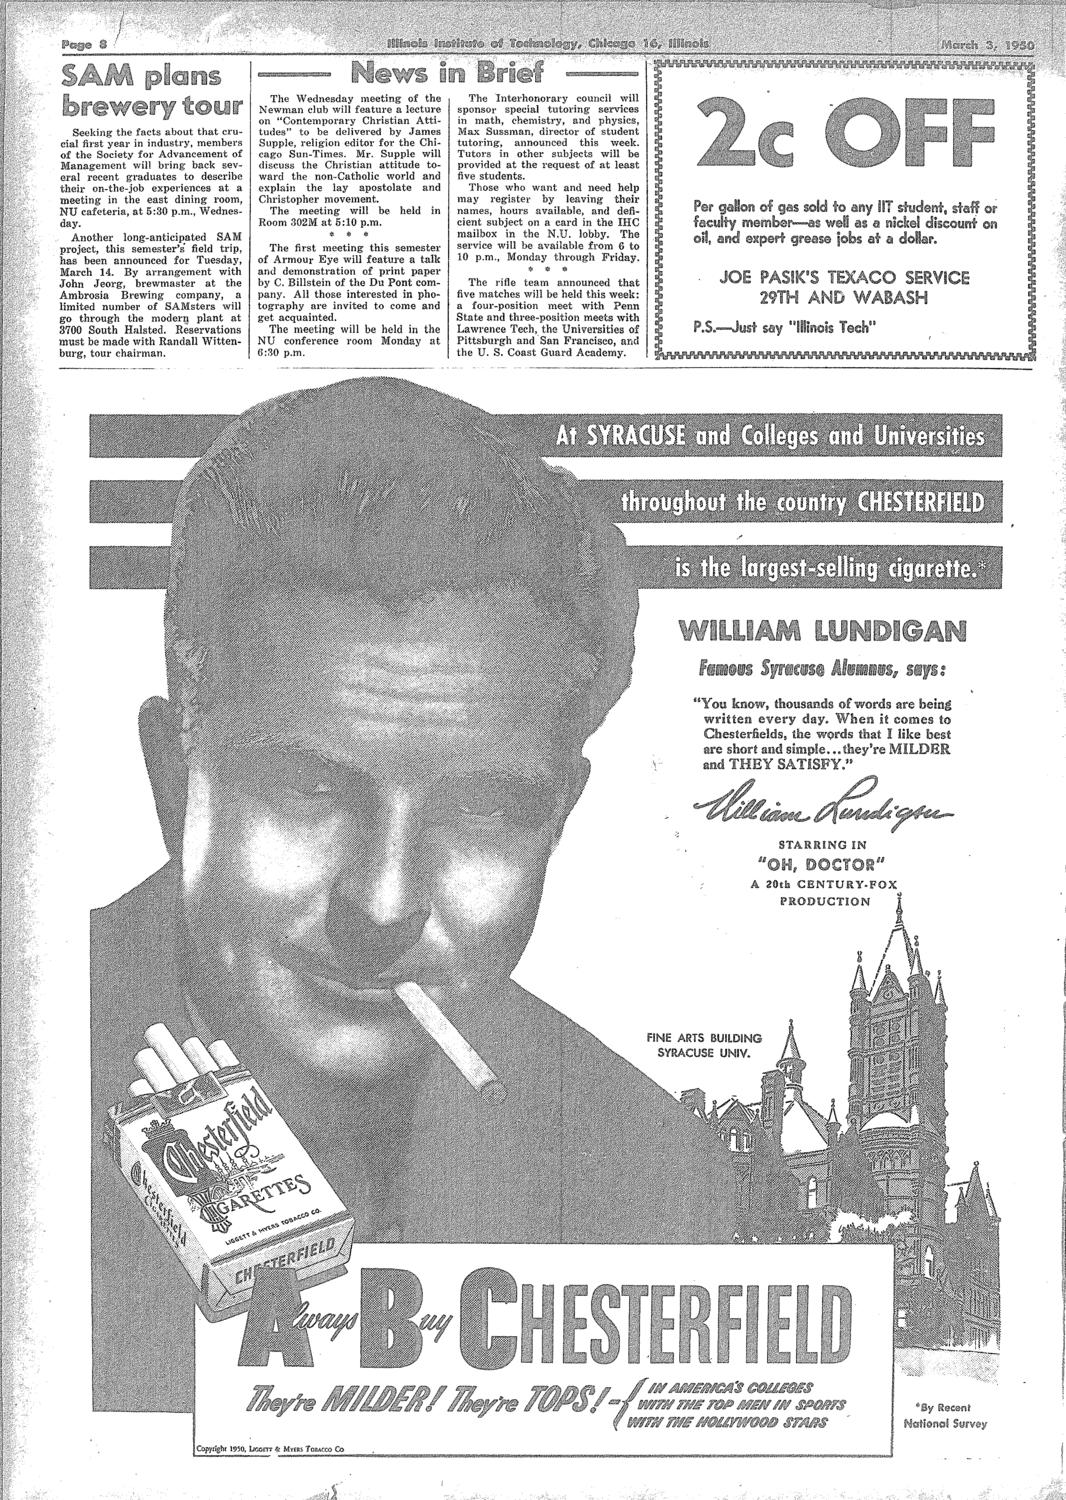 Page 8
Illinois Institute of Technology, Chicago 16, Illinois
March 3, 1950
SAM plans
brewery tour
Seeking the facts about that cru-
cial first year in industry, members
of the Society for Advancement of
Management will bring back sev-
eral recent graduates to describe
their on-the-job experiences at a
meeting in the east dining room,
NU cafeteria, at 5:30 p.m., Wednes-
day.
Another long-anticipated SAM
project, this semester's field trip,
has been announced for Tuesday,
March 14. By arrangement with
John Jeorg, brewmaster at the
Ambrosia Brewing company, a
limited number of SAMsters will
go through the modern plant at
3700 South Halsted. Reservations
must be made with Randall Witten-
burg, tour chairman.
News in Brief
The Wednesday meeting of the
Newman club will feature a lecture
on "Contemporary Christian Atti-
tudes" to be delivered by James
Supple, religion editor for the Chi-
cago Sun-Times. Mr. Supple will
discuss the Christian attitude to-
ward the non-Catholic world and
explain the lay apostolate and
Christopher movement.
The meeting will be held in
Room 302M at 5:10 p.m.
* * *
The first meeting this semester
of Armour Eye will feature a talk
and demonstration of print paper
by C. Billstein of the Du Pont com-
pany. All those interested in pho-
tography are invited to come and
get acquainted.
The meeting will be held in the
NU conference room Monday at
6:30 p.m.
The Interhonorary council will
sponsor special tutoring services
in math, chemistry, and physics,
Max Sussman, director of student
tutoring, announced this week.
Tutors in other subjects will be
provided at the request of at least
five students.
Those who want and need help
may register by leaving their
names, hours available, and defi-
cient subject on a card in the IHC
mailbox in the N.U. lobby. The
service will be available from 6 to
10 p.m., Monday through Friday.
* * *
The rifle team announced that
five matches will be held this week:
a four-position meet with Penn
State and three-position meets with
Lawrence Tech, the Universities of
Pittsburgh and San Francisco, and
the U. S. Coast Guard Academy.
2c OFF
Per gallon of gas sold to any IIT student, staff or
faculty member—as well as a nickel discount on
oil, and expert grease jobs at a dollar.
JOE PASIK'S TEXACO SERVICE
29TH AND WABASH
P.S.—Just say "Illinois Tech"
At SYRACUSE and Colleges and Universities
throughout the country CHESTERFIELD
is the largest-selling cigarette.*
WILLIAM LUNDIGAN
Famous Syracuse Alumnus, says:
"You know, thousands of words are being
written every day. When it comes to
Chesterfields, the words that I like best
are short and simple...they're MILDER
and THEY SATISFY."
William Lundigan
STARRING IN
"OH, DOCTOR"
A 20th CENTURY-FOX
PRODUCTION
FINE ARTS BUILDING
SYRACUSE UNIV.
Chesterfield
CIGARETTES
LIGGETT & MYERS TOBACCO CO.
Chesterfield
Cigarettes
CHESTERFIELD
Always Buy CHESTERFIELD
They're MILDER! They're TOPS!-
IN AMERICA'S COLLEGES
WITH THE TOP MEN IN SPORTS
WITH THE HOLLYWOOD STARS
*By Recent
National Survey
Copyright 1950, LIGGETT & MYERS TOBACCO CO.